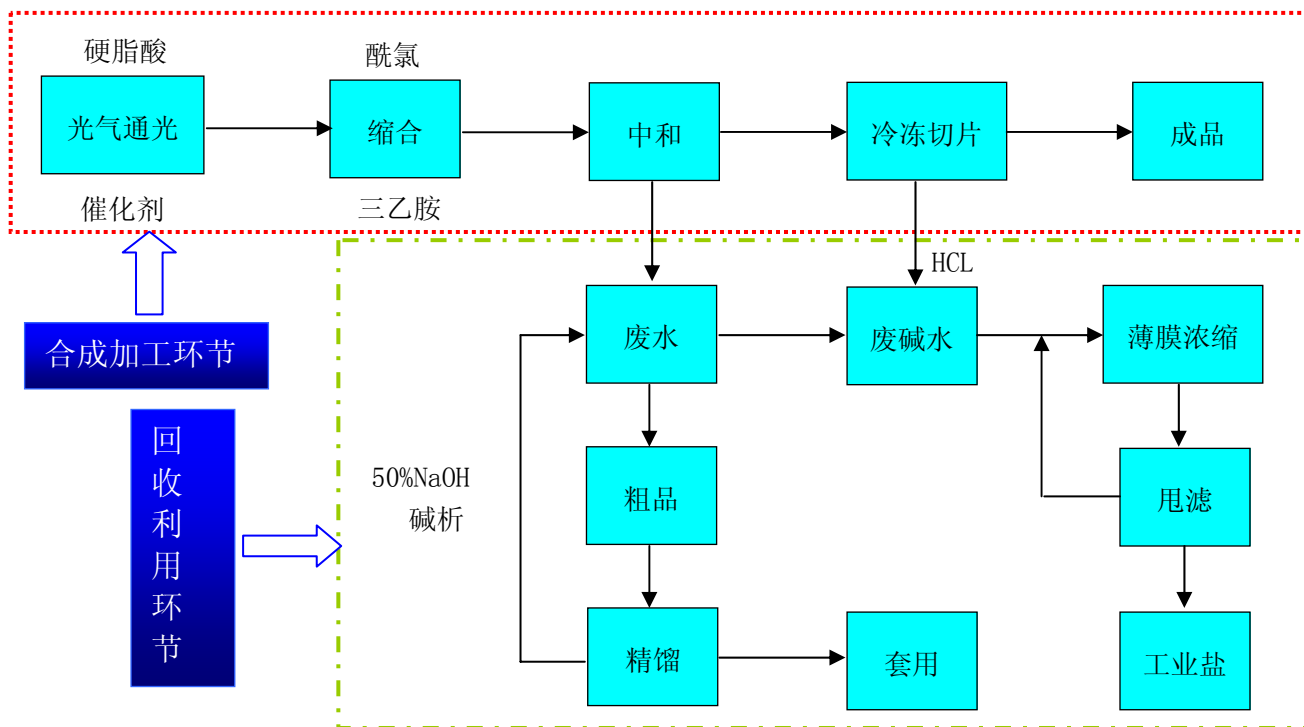 硬脂酸
酰氯
光气通光
缩合
中和
冷冻切片
成品
催化剂
三乙胺
HCL
废水
废碱水
薄膜浓缩
合成加工环节
回
收
利
用
环
节
50%NaOH
碱析
粗品
甩滤
精馏
套用
工业盐